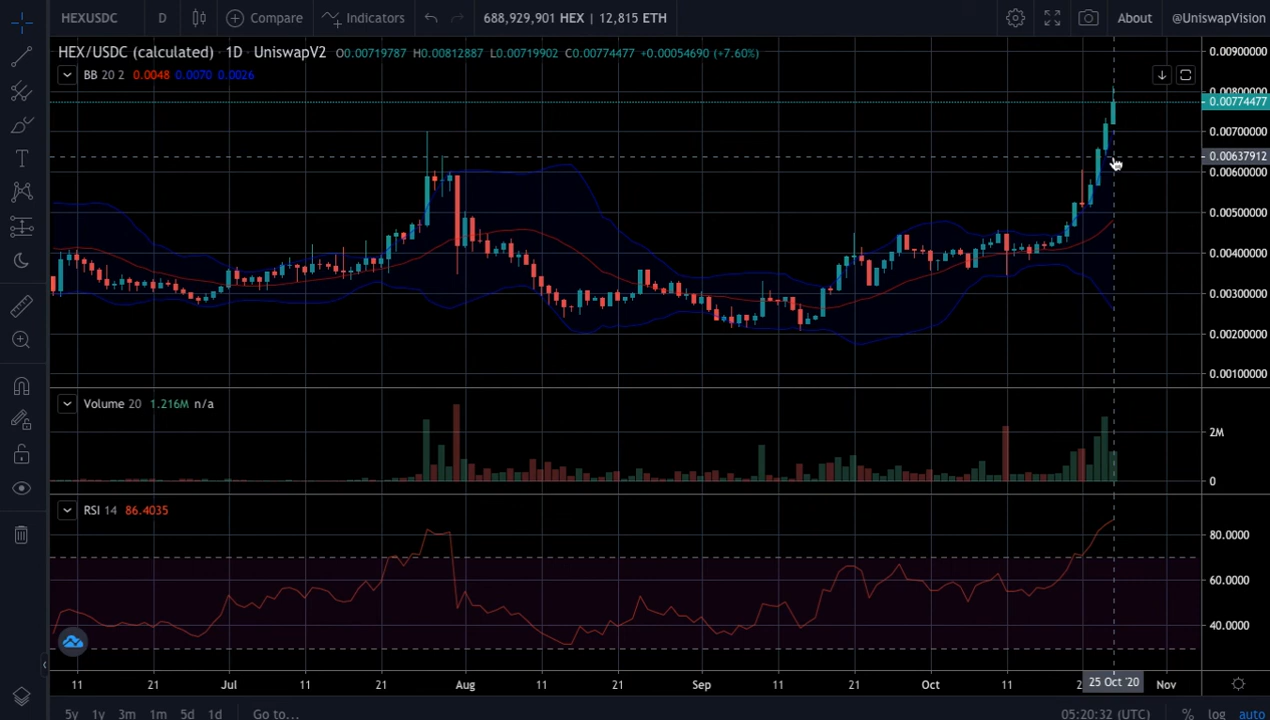 HEXUSDC D Compare Indicators 688,929,901 HEX | 12,815 ETH About @UniswapVision
HEX/USDC (calculated) · 1D · UniswapV2 O0.00719787 H0.00812887 L0.00719902 C0.00774477 +0.00054690 (+7.60%)
BB 20 2 0.0048 0.0070 0.0026
0.00900000
0.00800000
0.00774477
0.00700000
0.00637912
0.00600000
0.00500000
0.00400000
0.00300000
0.00200000
0.00100000
Volume 20 1.216M n/a
2M
0
RSI 14 86.4035
80.0000
60.0000
40.0000
11 21 Jul 11 21 Aug 11 21 Sep 11 21 Oct 11 25 Oct '20 Nov
5y 1y 3m 1m 5d 1d Go to... 05:20:32 (UTC) % log auto